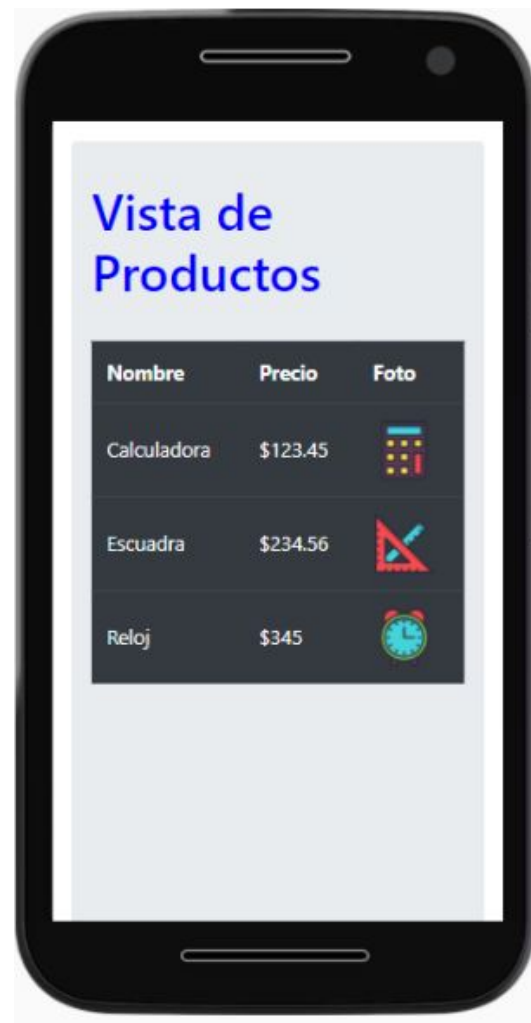 Vista de
Productos
Nombre Precio Foto
Calculadora $123.45
Escuadra $234.56
Reloj $345